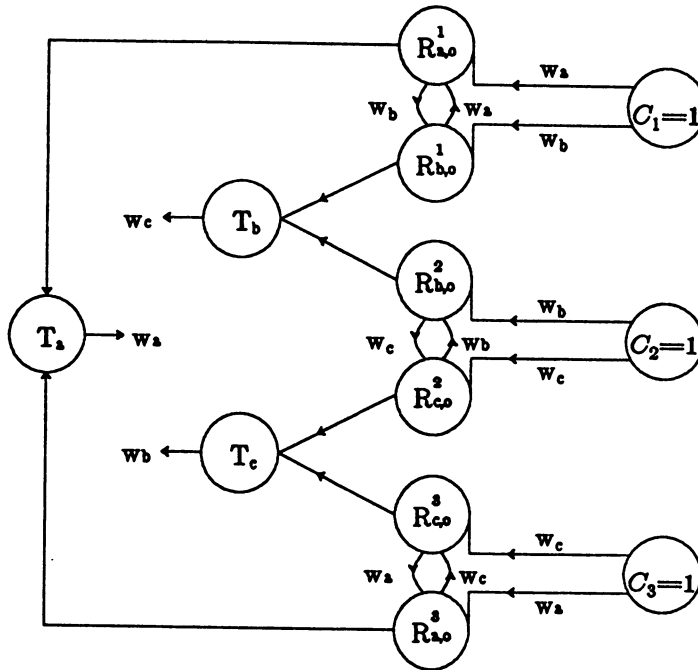 R¹a,o
Wa
C₁=1
Wb Wa
Wb
R¹b,o
Wc Tb
R²b,o
Wb
Ta Wa
Wc Wb
C₂=1
Wc
R²c,o
Wb Tc
R³c,o
Wc
Wa Wc
C₃=1
Wa
R³a,o